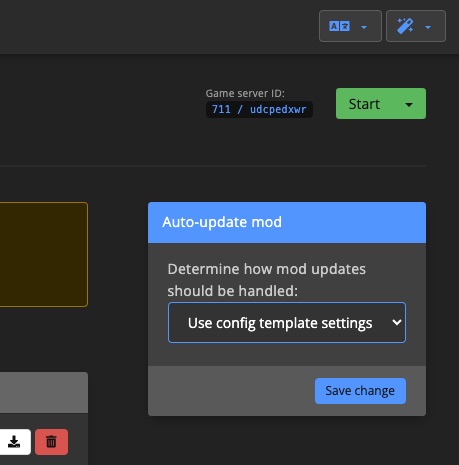 Game server ID:
711 / udcpedxwr
Start
Auto-update mod
Determine how mod updates
should be handled:
Use config template settings
Save change